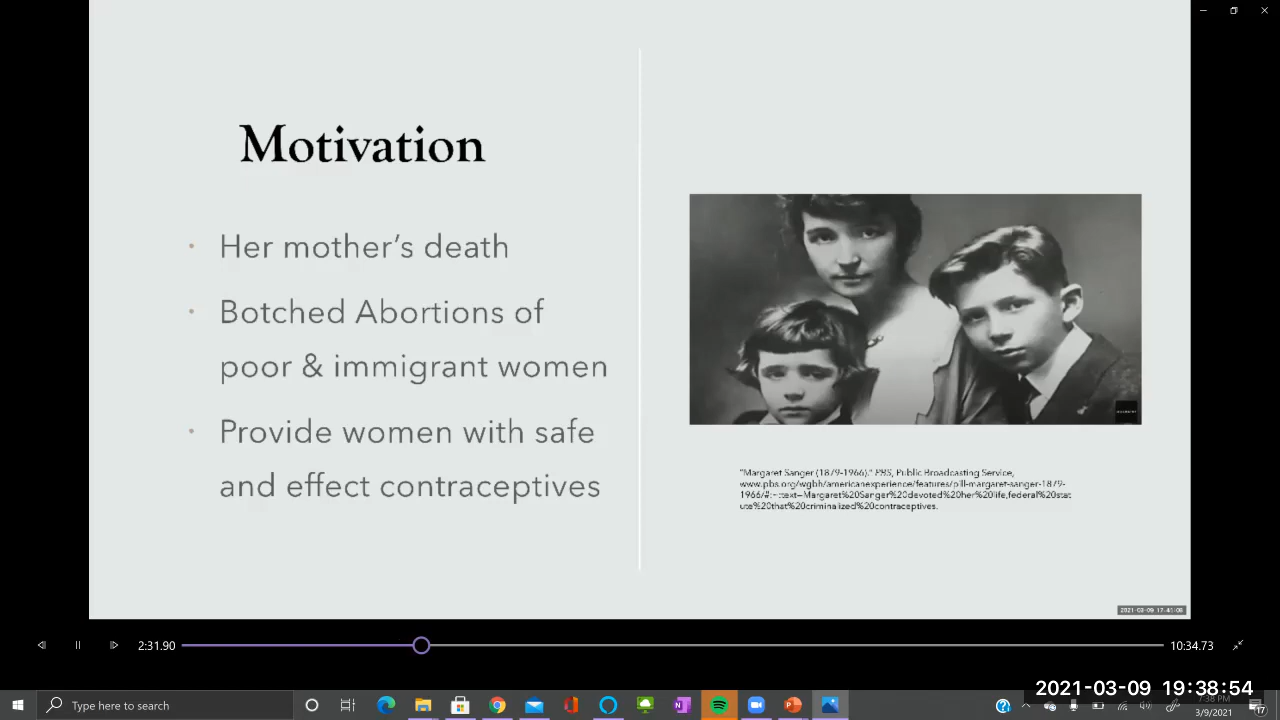 Motivation
• Her mother's death
• Botched Abortions of
poor & immigrant women
• Provide women with safe
and effect contraceptives
"Margaret Sanger (1879-1966)." PBS, Public Broadcasting Service,
www.pbs.org/wgbh/americanexperience/features/pill-margaret-sanger-1879-
1966/#:~:text=Margaret%20Sanger%20devoted%20her%20life,federal%20stat
ute%20that%20criminalized%20contraceptives.
2:31.90
10:34.73
2021-03-09 19:38:54
Type here to search
7:38 PM
3/9/2021